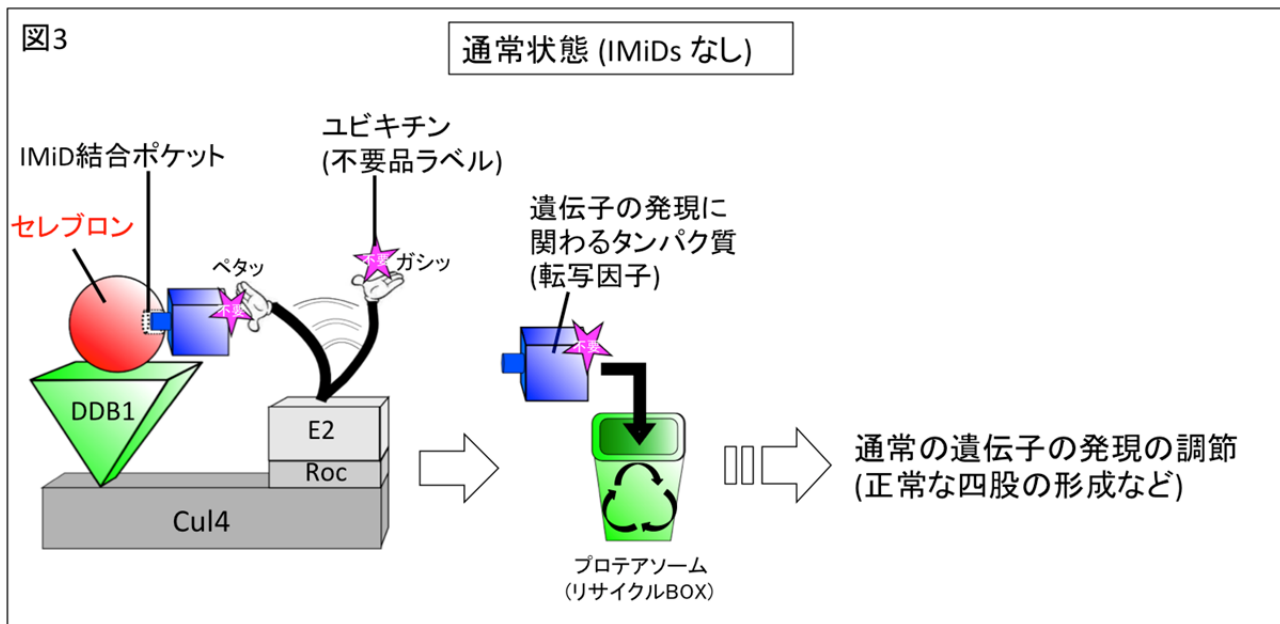 図3
通常状態 (IMiDs なし)
IMiD結合ポケット
ユビキチン
(不要品ラベル)
セレブロン
ペタッ
不要
ガシッ
不要
遺伝子の発現に
関わるタンパク質
(転写因子)
不要
DDB1
E2
Roc
Cul4
プロテアソーム
(リサイクルBOX)
通常の遺伝子の発現の調節
(正常な四股の形成など)